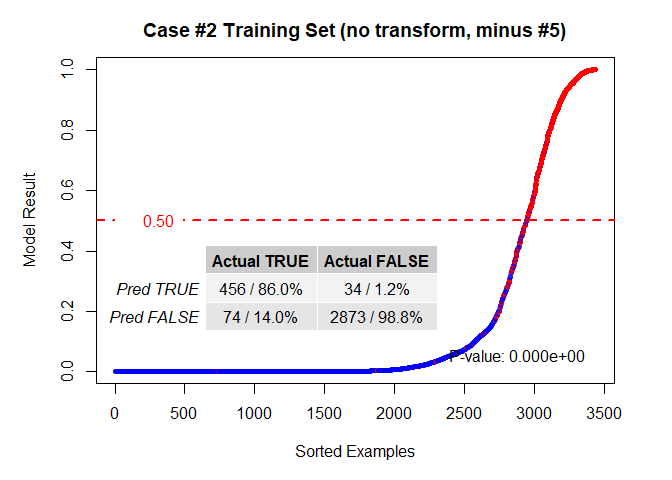 Case #2 Training Set (no transform, minus #5)
Model Result
1.0
0.8
0.6
0.4
0.2
0.0
0.50
Actual TRUE Actual FALSE
Pred TRUE 456 / 86.0% 34 / 1.2%
Pred FALSE 74 / 14.0% 2873 / 98.8%
P-value: 0.000e+00
0 500 1000 1500 2000 2500 3000 3500
Sorted Examples